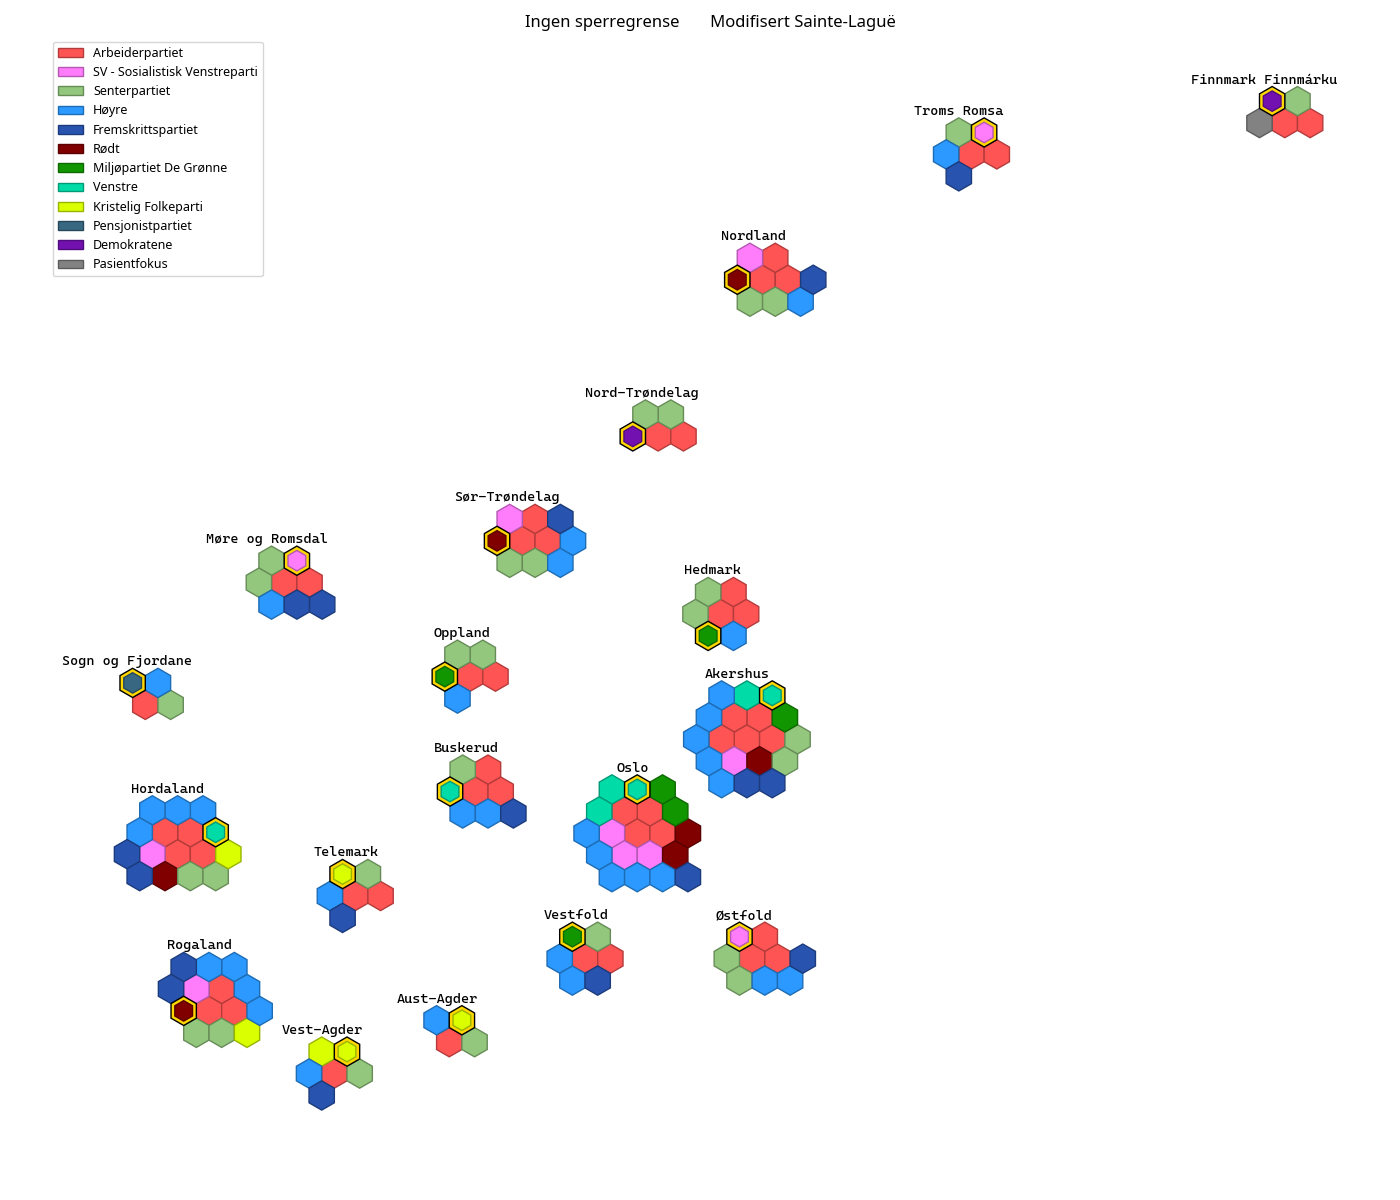 Ingen sperregrense Modifisert Sainte-Laguë
Arbeiderpartiet
SV - Sosialistisk Venstreparti
Senterpartiet
Høyre
Fremskrittspartiet
Rødt
Miljøpartiet De Grønne
Venstre
Kristelig Folkeparti
Pensjonistpartiet
Demokratene
Pasientfokus
Finnmark Finnmárku
Troms Romsa
Nordland
Nord-Trøndelag
Sør-Trøndelag
Møre og Romsdal
Hedmark
Oppland
Sogn og Fjordane
Akershus
Buskerud
Oslo
Hordaland
Telemark
Vestfold
Østfold
Rogaland
Aust-Agder
Vest-Agder